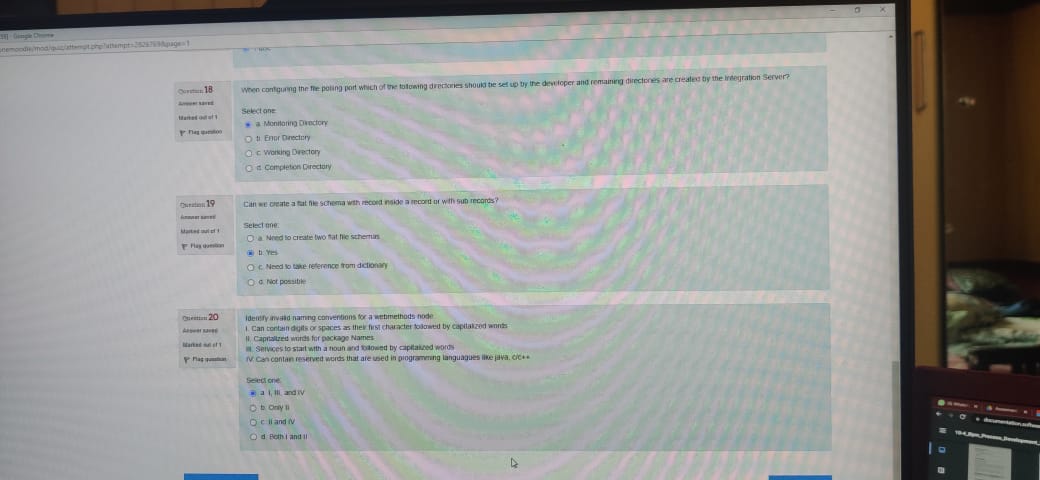 - Google Chrome
nemoodle/mod/quiz/attempt.php?attempt=2826769&page=1
Question 18
Answer saved
Marked out of 1
Flag question
When configuring the file polling port which of the following directories should be set up by the developer and remaining directories are created by the Integration Server?
Select one:
a. Monitoring Directory
b. Error Directory
c. Working Directory
d. Completion Directory
Question 19
Answer saved
Marked out of 1
Flag question
Can we create a flat file schema with record inside a record or with sub records?
Select one:
a. Need to create two flat file schemas
b. Yes
c. Need to take reference from dictionary
d. Not possible
Question 20
Answer saved
Marked out of 1
Flag question
Identify invalid naming conventions for a webmethods node
I. Can contain digits or spaces as their first character followed by capitalized words
II. Capitalized words for package Names
III. Services to start with a noun and followed by capitalized words
IV. Can contain reserved words that are used in programming languagues like java, c/c++
Select one:
a. I, III, and IV
b. Only II
c. II and IV
d. Both I and II